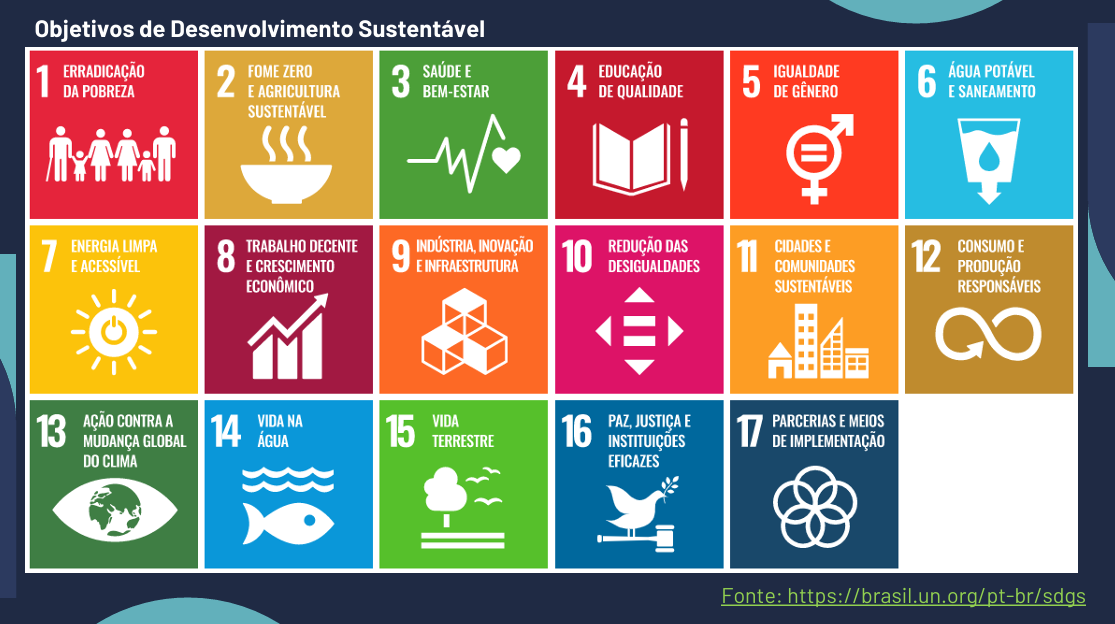 Objetivos de Desenvolvimento Sustentável
1 ERRADICAÇÃO
DA POBREZA
2 FOME ZERO
E AGRICULTURA
SUSTENTÁVEL
3 SAÚDE E
BEM-ESTAR
4 EDUCAÇÃO
DE QUALIDADE
5 IGUALDADE
DE GÊNERO
6 ÁGUA POTÁVEL
E SANEAMENTO
7 ENERGIA LIMPA
E ACESSÍVEL
8 TRABALHO DECENTE
E CRESCIMENTO
ECONÔMICO
9 INDÚSTRIA, INOVAÇÃO
E INFRAESTRUTURA
10 REDUÇÃO DAS
DESIGUALDADES
11 CIDADES E
COMUNIDADES
SUSTENTÁVEIS
12 CONSUMO E
PRODUÇÃO
RESPONSÁVEIS
13 AÇÃO CONTRA A
MUDANÇA GLOBAL
DO CLIMA
14 VIDA NA
ÁGUA
15 VIDA
TERRESTRE
16 PAZ, JUSTIÇA E
INSTITUIÇÕES
EFICAZES
17 PARCERIAS E MEIOS
DE IMPLEMENTAÇÃO
Fonte: https://brasil.un.org/pt-br/sdgs